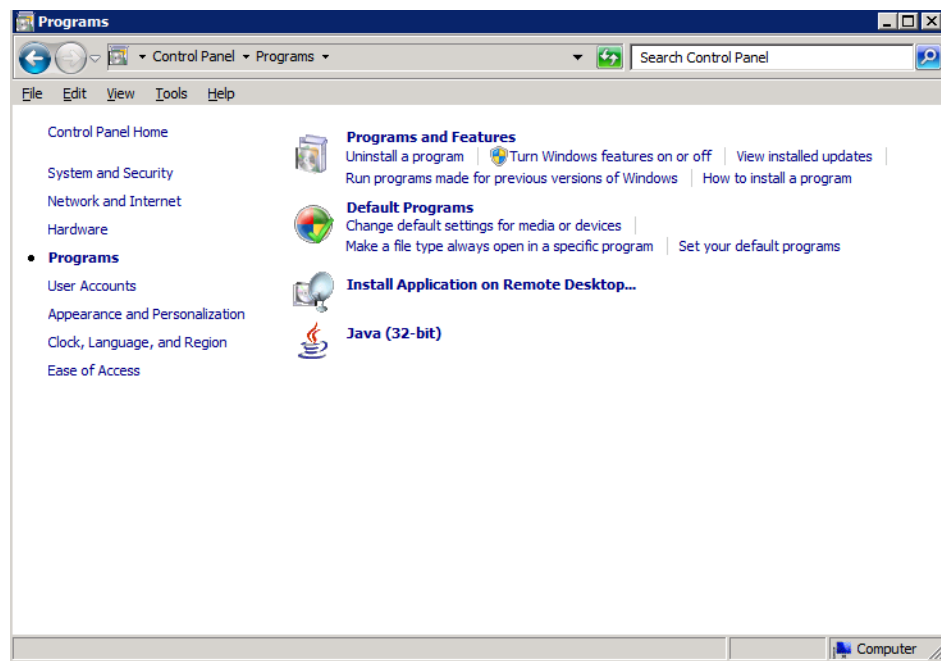 Programs
Control Panel Programs
Search Control Panel
File Edit View Tools Help
Control Panel Home
System and Security
Network and Internet
Hardware
Programs
User Accounts
Appearance and Personalization
Clock, Language, and Region
Ease of Access
Programs and Features
Uninstall a program Turn Windows features on or off View installed updates
Run programs made for previous versions of Windows How to install a program
Default Programs
Change default settings for media or devices
Make a file type always open in a specific program Set your default programs
Install Application on Remote Desktop...
Java (32-bit)
Computer